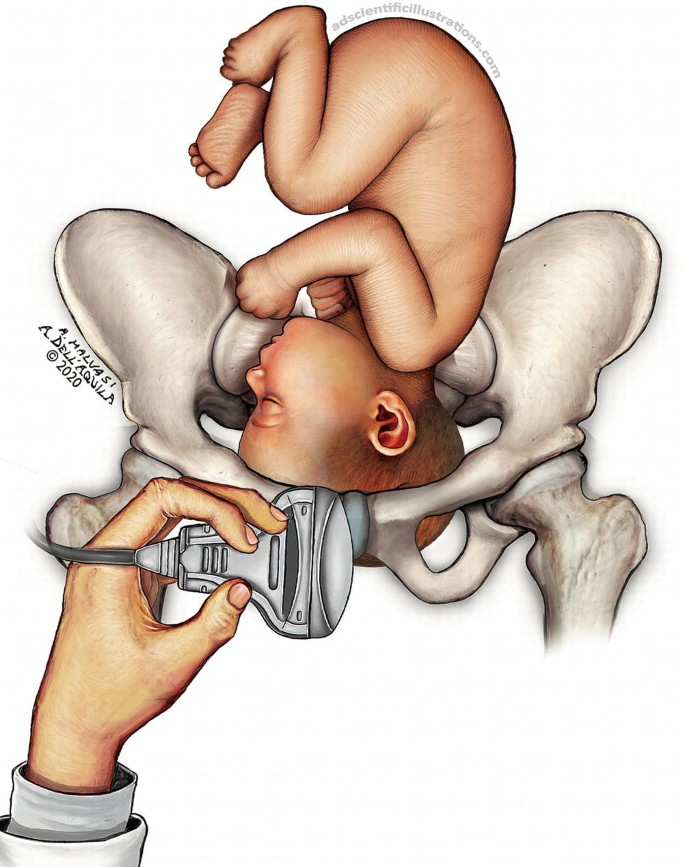 adscientificillustrations.com
A. MALVASI
A. DELL'AQUILA
© 2020